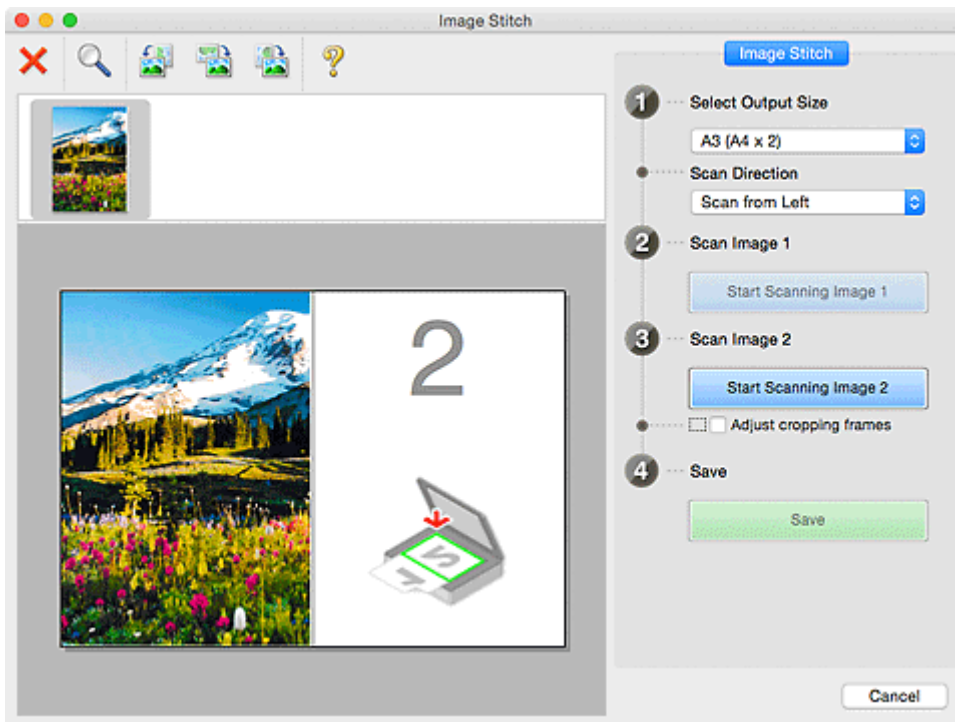 Image Stitch
Image Stitch
1 Select Output Size
A3 (A4 x 2)
Scan Direction
Scan from Left
2 Scan Image 1
Start Scanning Image 1
3 Scan Image 2
Start Scanning Image 2
Adjust cropping frames
4 Save
Save
2
1 2
Cancel